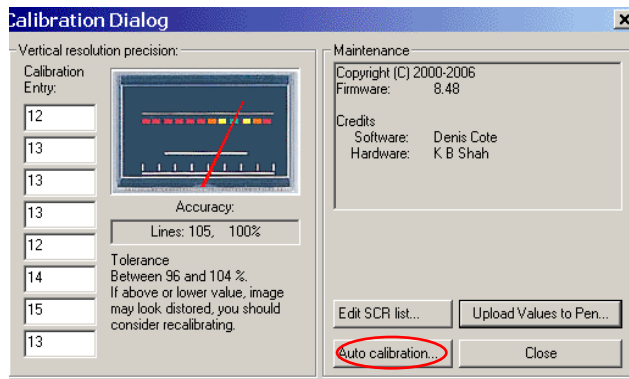 Calibration Dialog
Vertical resolution precision:
Calibration
Entry:
12
13
13
13
12
14
15
13
Accuracy:
Lines: 105, 100%
Tolerance
Between 96 and 104 %.
If above or lower value, image
may look distored, you should
consider recalibrating.
Maintenance
Copyright (C) 2000-2006
Firmware: 8.48
Credits
Software: Denis Cote
Hardware: K B Shah
Edit SCR list...
Upload Values to Pen...
Auto calibration...
Close